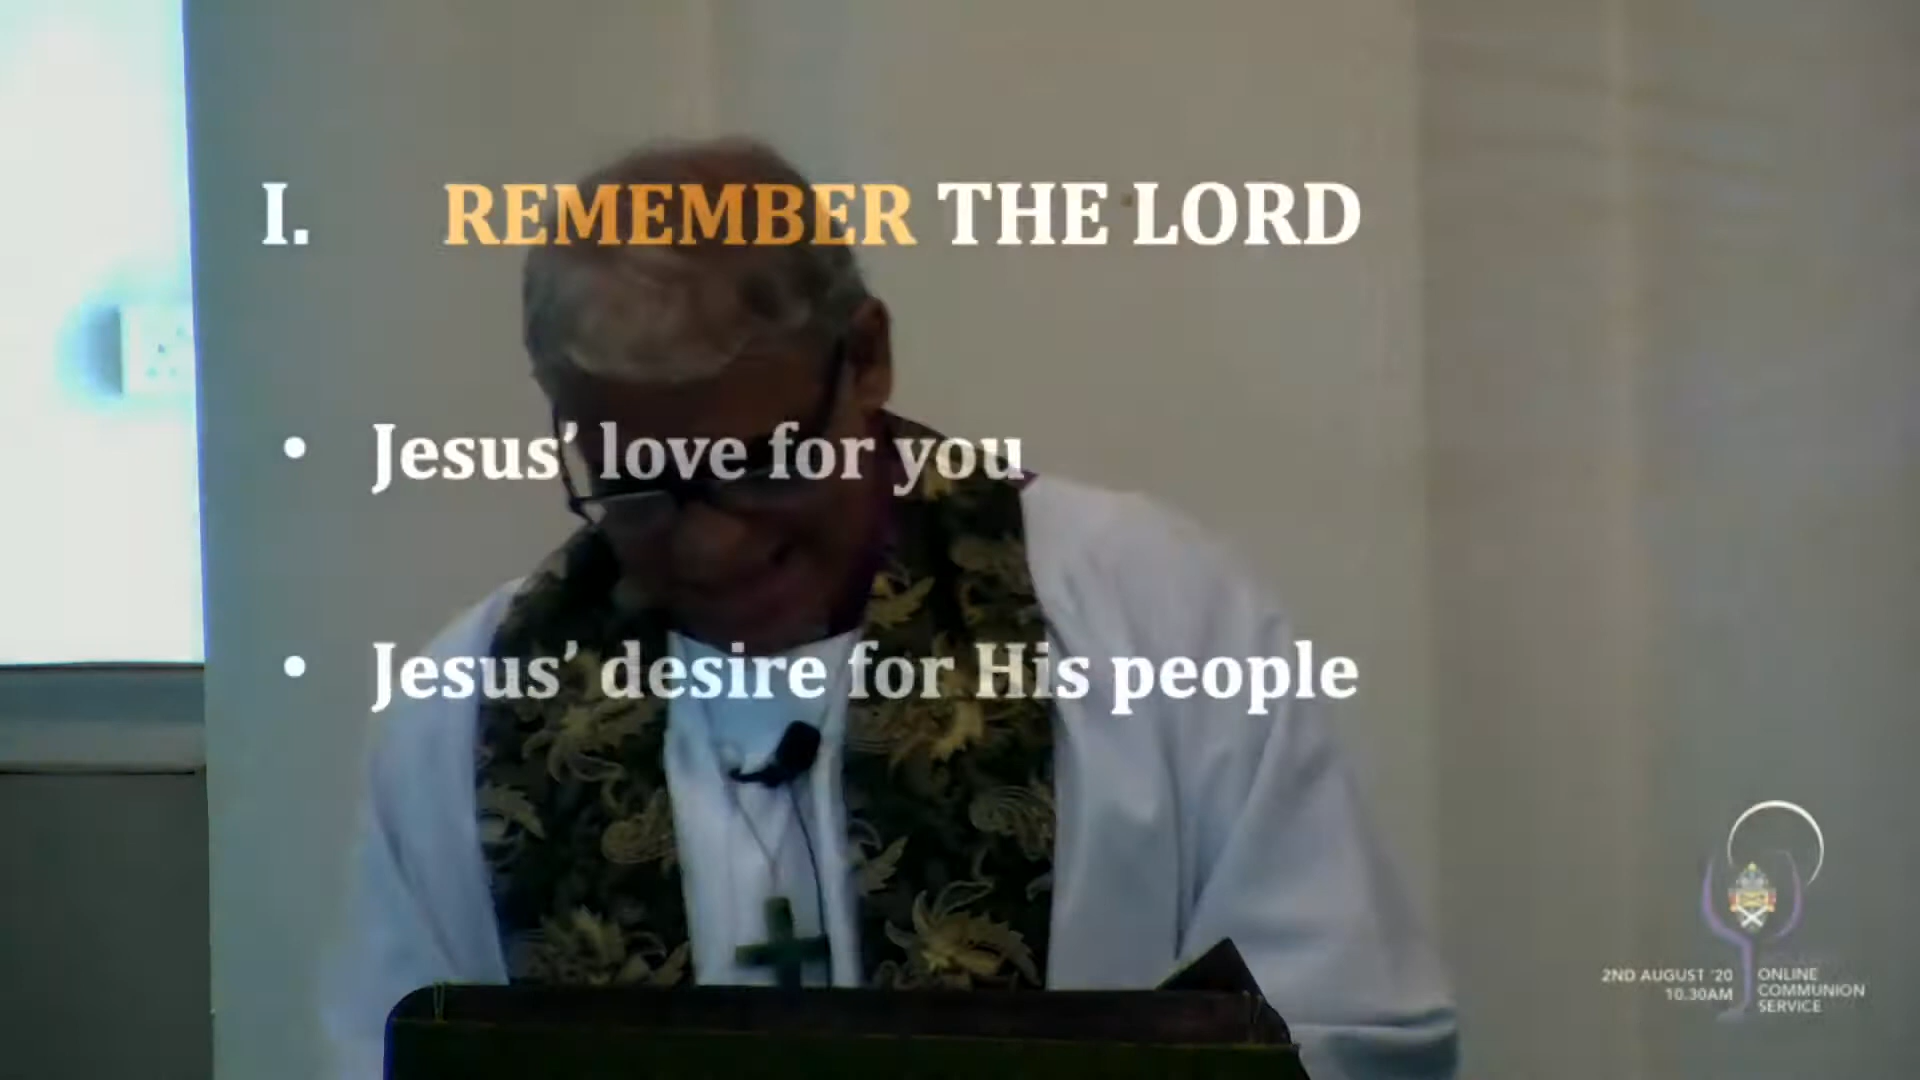 I. REMEMBER THE LORD
• Jesus’ love for you
• Jesus’ desire for His people
2ND AUGUST '20
10.30AM
ONLINE
COMMUNION
SERVICE